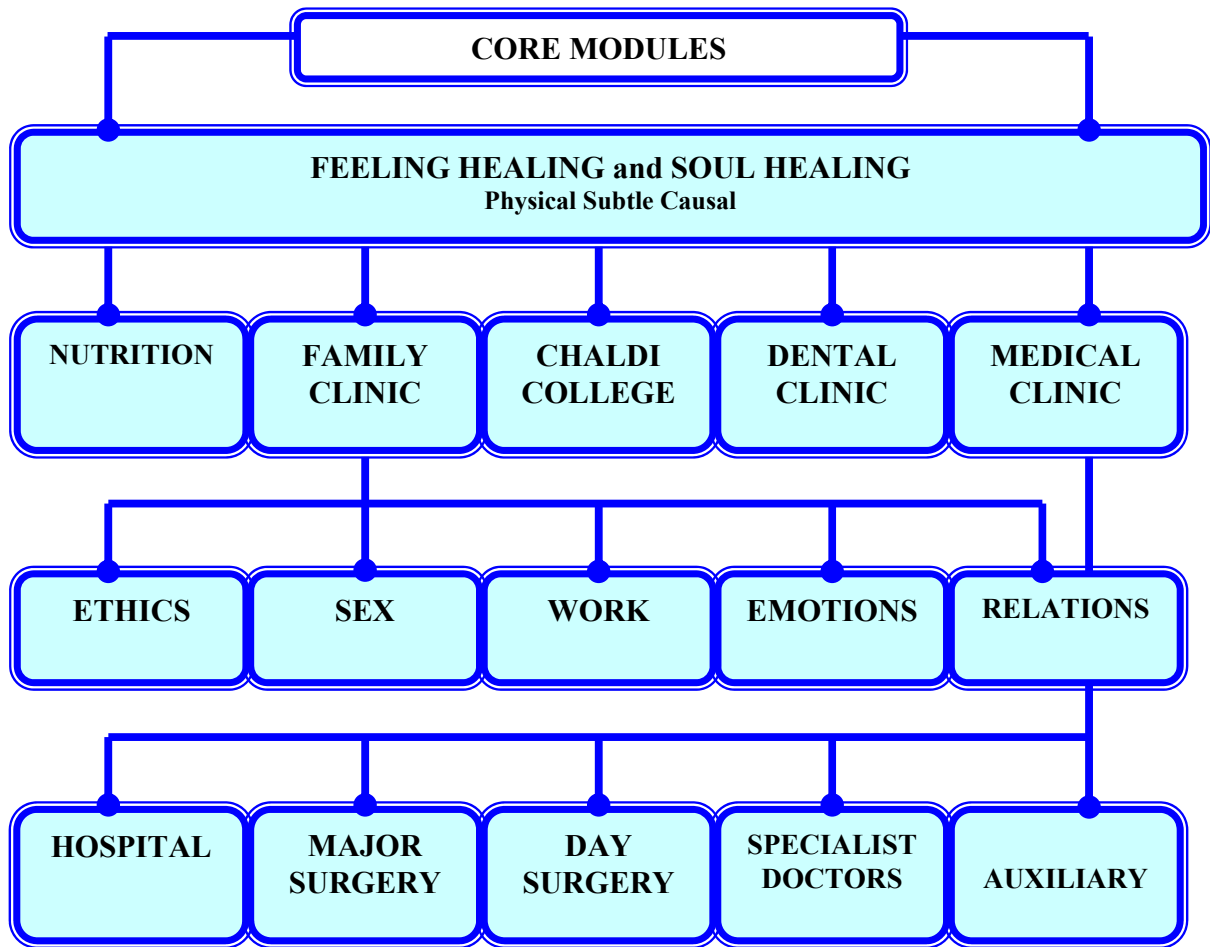 CORE MODULES
FEELING HEALING and SOUL HEALING
Physical Subtle Causal
NUTRITION
FAMILY
CLINIC
CHALDI
COLLEGE
DENTAL
CLINIC
MEDICAL
CLINIC
ETHICS
SEX
WORK
EMOTIONS
RELATIONS
HOSPITAL
MAJOR
SURGERY
DAY
SURGERY
SPECIALIST
DOCTORS
AUXILIARY